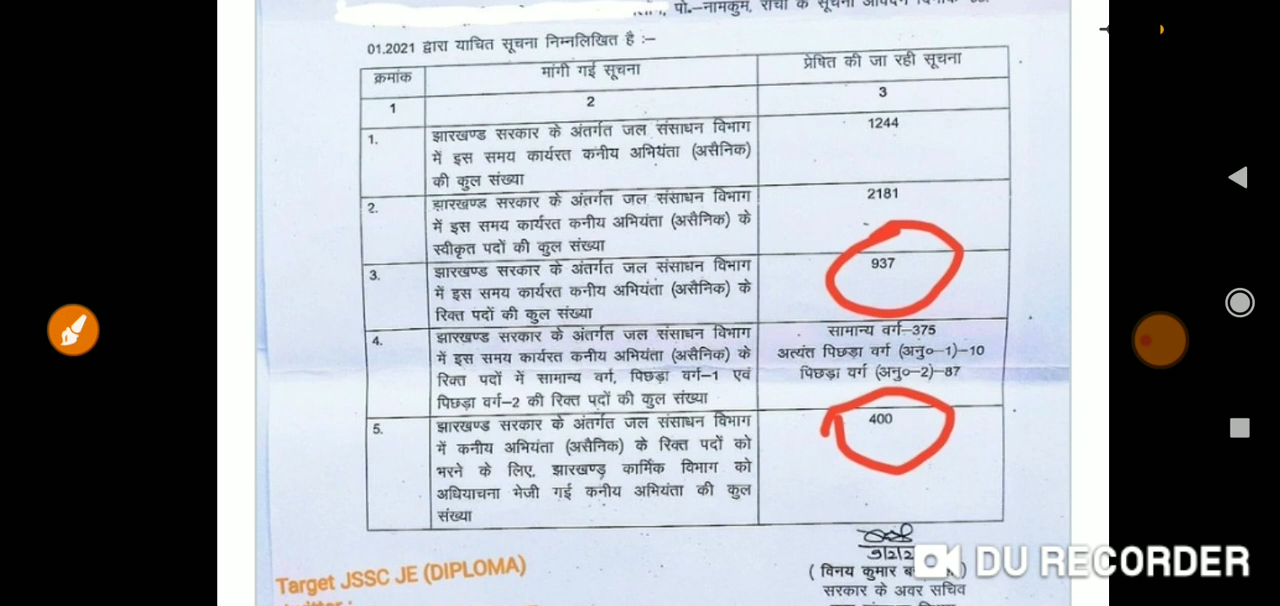 पो.–नामकुम, राँची के सूचना आवेदन दिनांक
01.2021 द्वारा याचित सूचना निम्नलिखित है :–
क्रमांक मांगी गई सूचना प्रेषित की जा रही सूचना
1 2 3
1. झारखण्ड सरकार के अंतर्गत जल संसाधन विभाग 1244
में इस समय कार्यरत कनीय अभियंता (असैनिक)
की कुल संख्या
2. झारखण्ड सरकार के अंतर्गत जल संसाधन विभाग 2181
में इस समय कार्यरत कनीय अभियंता (असैनिक) के
स्वीकृत पदों की कुल संख्या
3. झारखण्ड सरकार के अंतर्गत जल संसाधन विभाग 937
में इस समय कार्यरत कनीय अभियंता (असैनिक) के
रिक्त पदों की कुल संख्या
4. झारखण्ड सरकार के अंतर्गत जल संसाधन विभाग सामान्य वर्ग–375
में इस समय कार्यरत कनीय अभियंता (असैनिक) के अत्यंत पिछड़ा वर्ग (अनु०–1)–10
रिक्त पदों में सामान्य वर्ग, पिछड़ा वर्ग–1 एवं पिछड़ा वर्ग (अनु०–2)–87
पिछड़ा वर्ग–2 की रिक्त पदों की कुल संख्या
5. झारखण्ड सरकार के अंतर्गत जल संसाधन विभाग 400
में कनीय अभियंता (असैनिक) के रिक्त पदों को
भरने के लिए, झारखण्ड़ कार्मिक विभाग को
अधियाचना भेजी गई कनीय अभियंता की कुल
संख्या
9/2/2
( विनय कुमार
सरकार के अवर सचिव
Target JSSC JE (DIPLOMA)
DU RECORDER